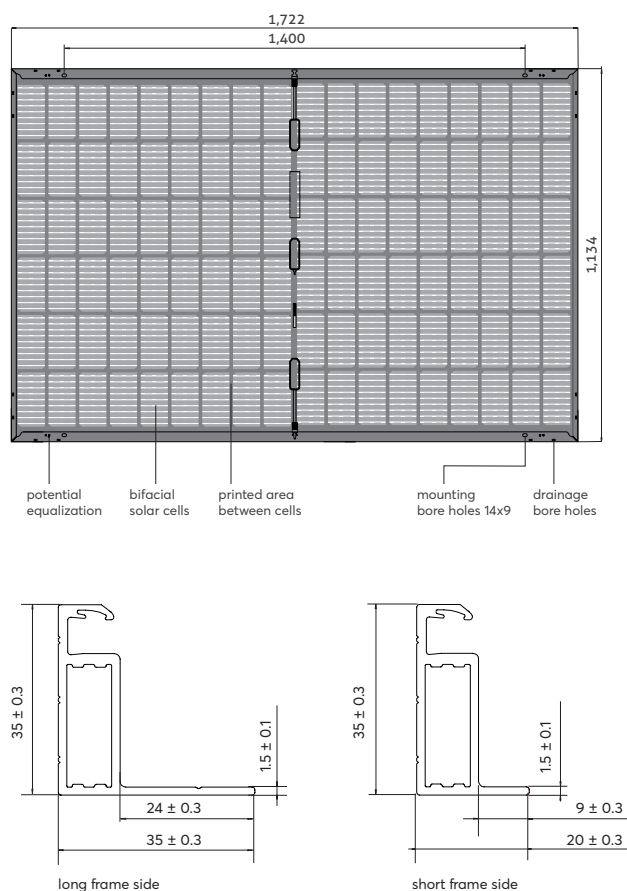 1,722
1,400
1,134
potential
equalization
bifacial
solar cells
printed area
between cells
mounting
bore holes 14x9
drainage
bore holes
35 ± 0.3
1.5 ± 0.1
24 ± 0.3
35 ± 0.3
long frame side
35 ± 0.3
1.5 ± 0.1
9 ± 0.3
20 ± 0.3
short frame side